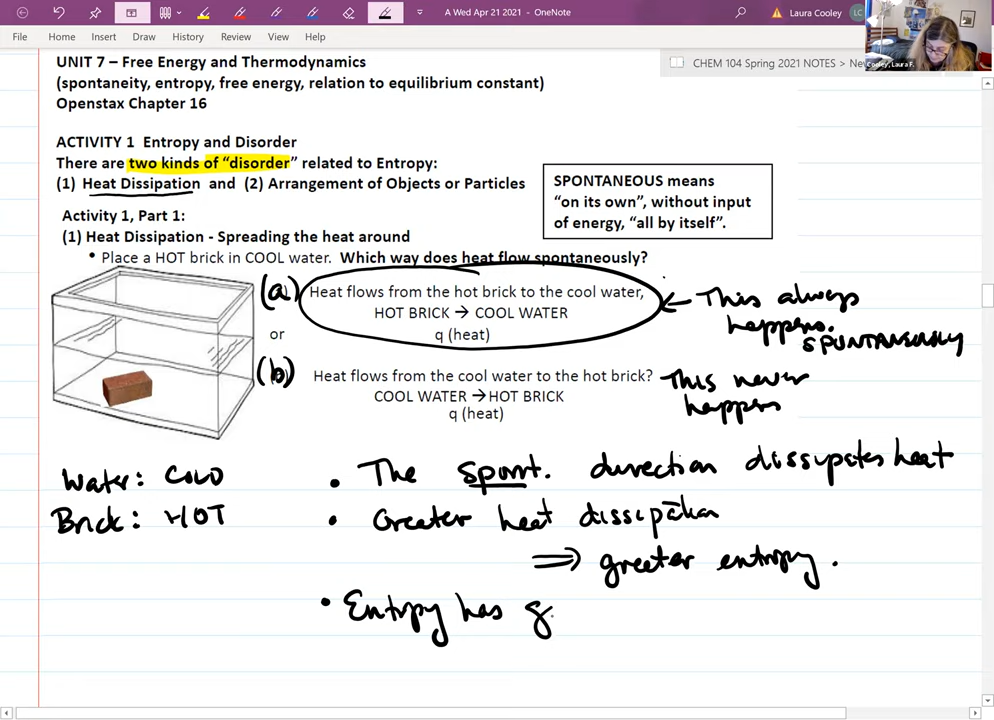 A Wed Apr 21 2021 - OneNote
Laura Cooley
LC
File Home Insert Draw History Review View Help
CHEM 104 Spring 2021 NOTES > Ne
Cooley, Laura F.
UNIT 7 – Free Energy and Thermodynamics
(spontaneity, entropy, free energy, relation to equilibrium constant)
Openstax Chapter 16
ACTIVITY 1 Entropy and Disorder
There are two kinds of “disorder” related to Entropy:
(1) Heat Dissipation and (2) Arrangement of Objects or Particles
SPONTANEOUS means
“on its own”, without input
of energy, “all by itself”.
Activity 1, Part 1:
(1) Heat Dissipation - Spreading the heat around
• Place a HOT brick in COOL water. Which way does heat flow spontaneously?
(a) Heat flows from the hot brick to the cool water,
HOT BRICK → COOL WATER
q (heat)
← This always
happens.
SPONTANEOUSLY
or
(b) Heat flows from the cool water to the hot brick?
COOL WATER → HOT BRICK
q (heat)
This never
happens
Water: COLD
Brick: HOT
• The spont. direction dissipates heat
• Greater heat dissipation
⟹ greater entropy.
• Entropy has g